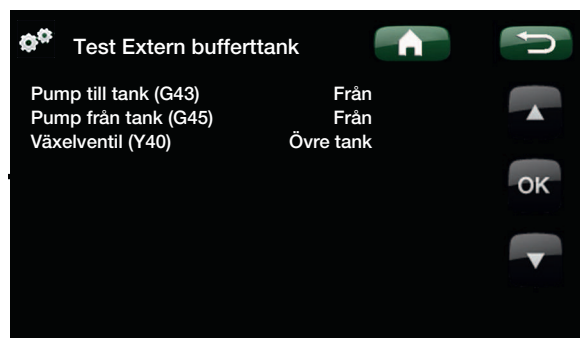 Test Extern bufferttank
Pump till tank (G43) Från
Pump från tank (G45) Från
Växelventil (Y40) Övre tank
OK